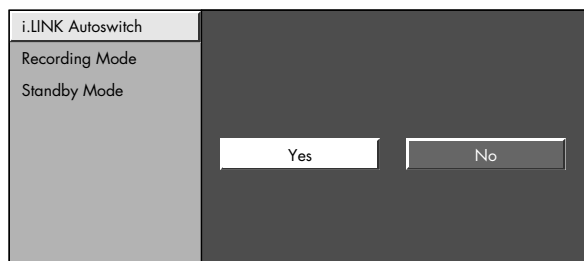 i.LINK Autoswitch
Recording Mode
Standby Mode
Yes No